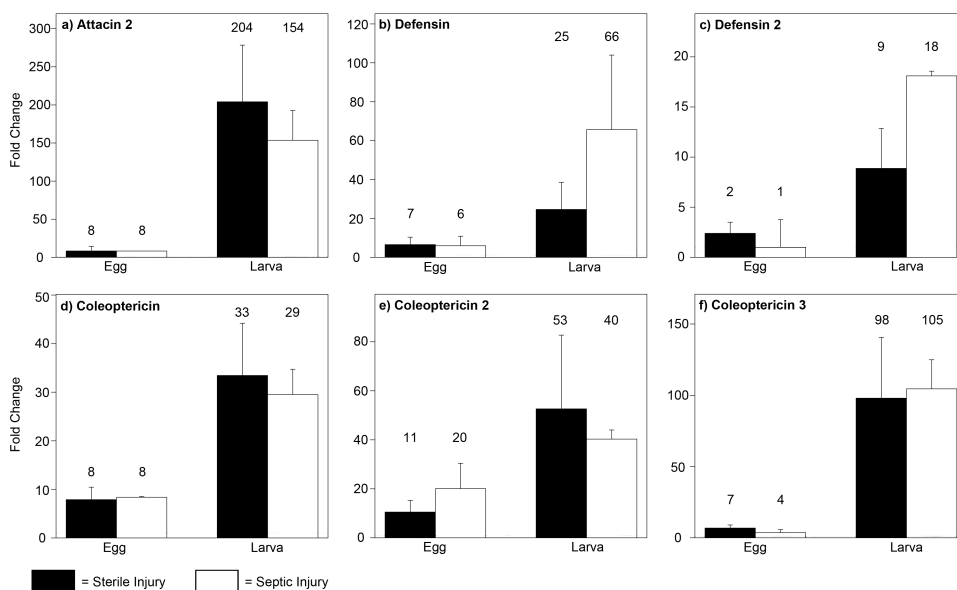 a) Attacin 2
204
154
300
250
200
150
100
50
0
8
8
Egg
Larva
Fold Change
b) Defensin
25
66
120
100
80
60
40
20
0
7
6
Egg
Larva
c) Defensin 2
9
18
20
15
10
5
0
2
1
Egg
Larva
d) Coleoptericin
33
29
50
40
30
20
10
0
8
8
Egg
Larva
Fold Change
e) Coleoptericin 2
53
40
80
60
40
20
0
11
20
Egg
Larva
f) Coleoptericin 3
98
105
150
100
50
0
7
4
Egg
Larva
= Sterile Injury
= Septic Injury